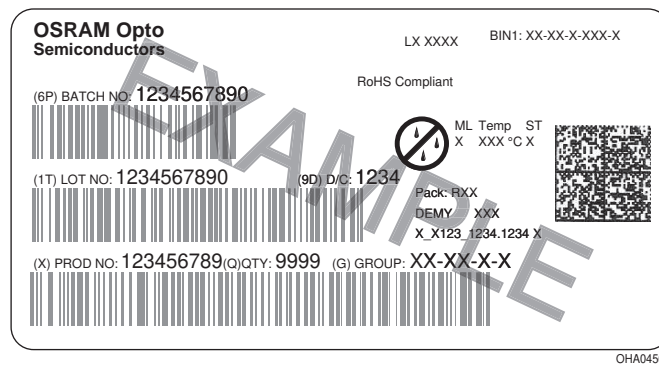 OSRAM Opto
Semiconductors
LX XXXX
BIN1: XX-XX-X-XXX-X
RoHS Compliant
(6P) BATCH NO: 1234567890
ML Temp ST
X XXX °C X
(1T) LOT NO: 1234567890
(9D) D/C: 1234
Pack: RXX
DEMY XXX
X_X123_1234.1234 X
(X) PROD NO: 123456789(Q)QTY: 9999 (G) GROUP: XX-XX-X-X
EXAMPLE